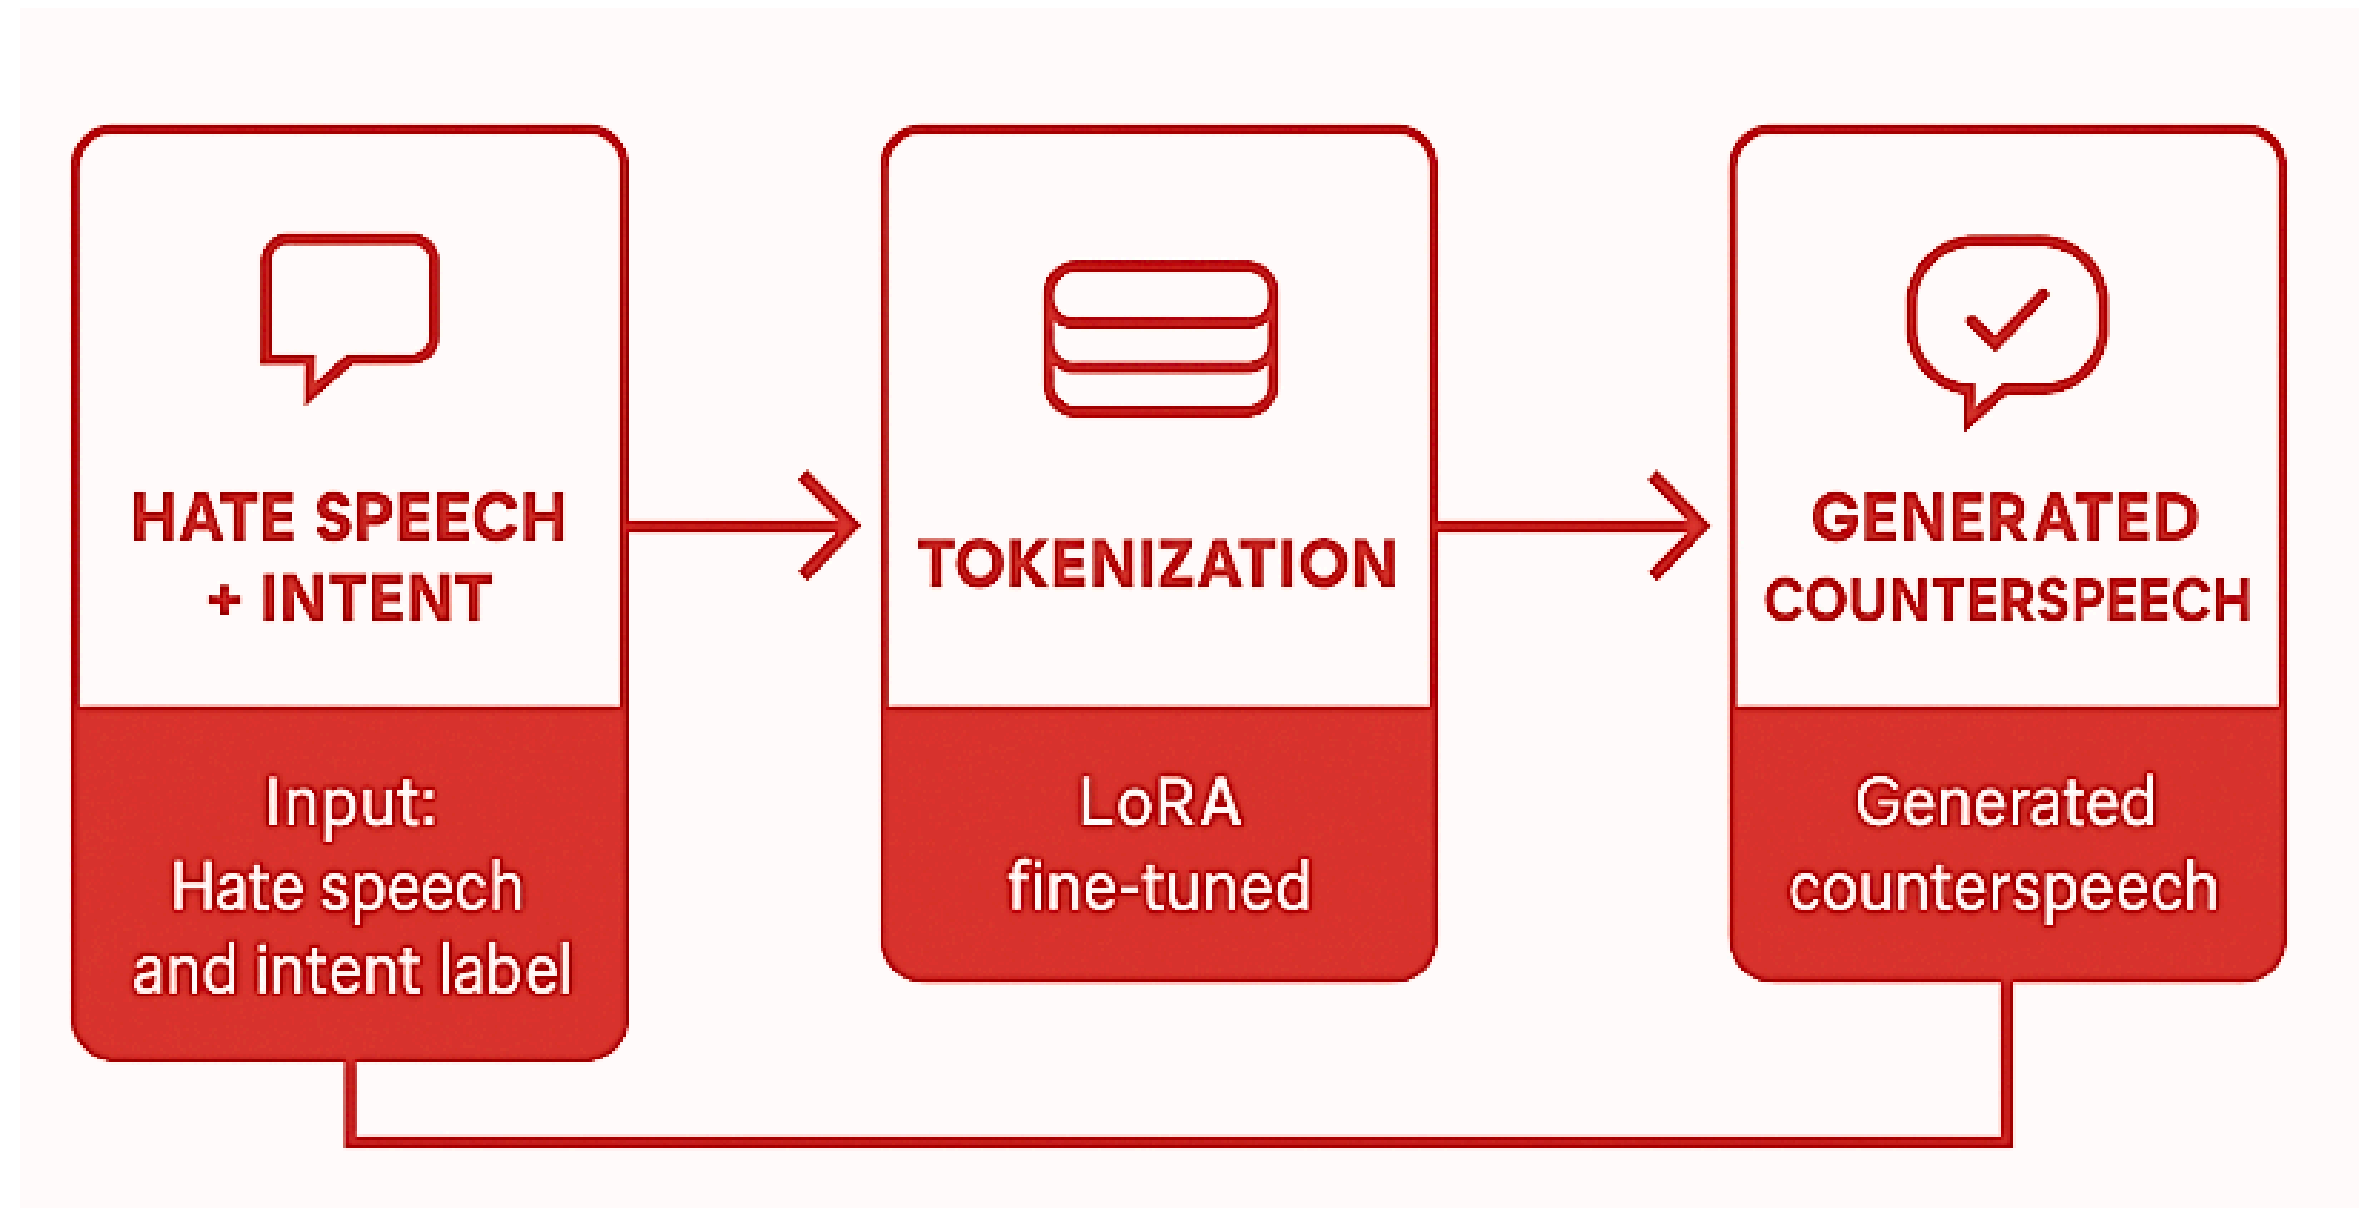 HATE SPEECH
+ INTENT
Input:
Hate speech
and intent label
TOKENIZATION
LoRA
fine-tuned
GENERATED
COUNTERSPEECH
Generated
counterspeech